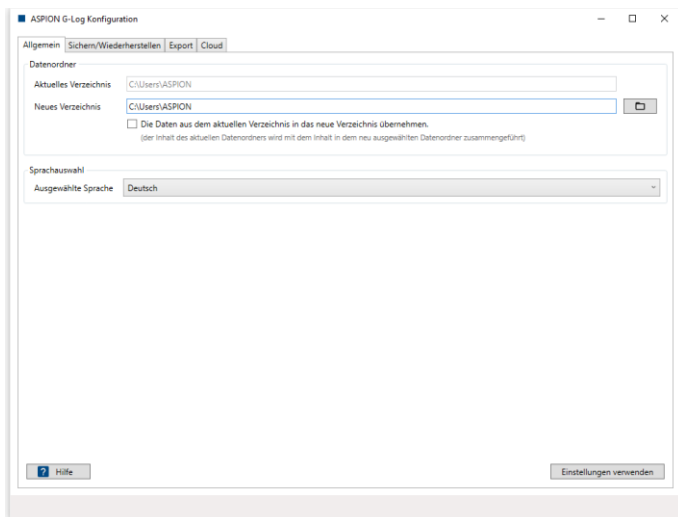 ASPION G-Log Konfiguration
Allgemein Sichern/Wiederherstellen Export Cloud
Datenordner
Aktuelles Verzeichnis C:\Users\ASPION
Neues Verzeichnis C:\Users\ASPION
Die Daten aus dem aktuellen Verzeichnis in das neue Verzeichnis übernehmen.
(der Inhalt des aktuellen Datenordners wird mit dem Inhalt in dem neu ausgewählten Datenordner zusammengeführt)
Sprachauswahl
Ausgewählte Sprache Deutsch
? Hilfe Einstellungen verwenden